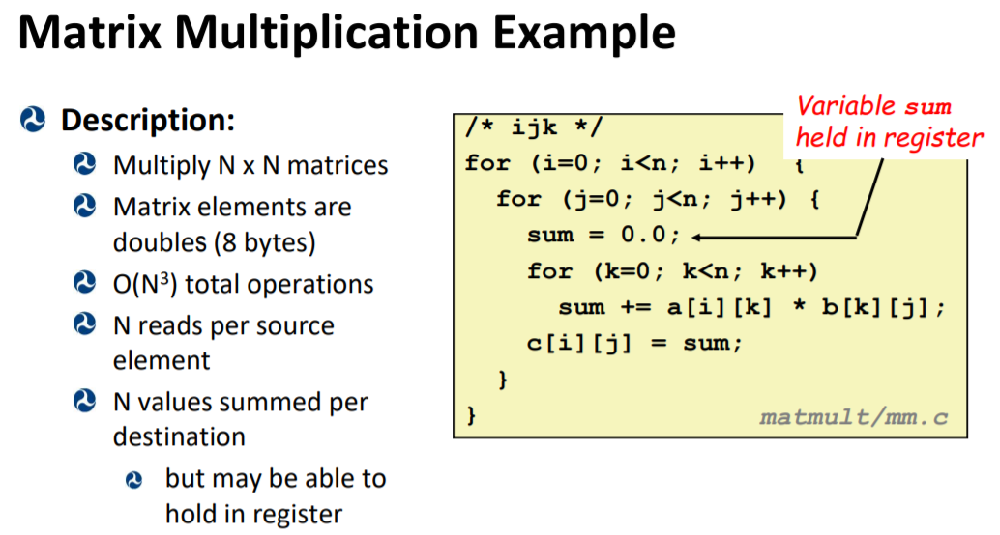 Matrix Multiplication Example
Description:
Multiply N x N matrices
Matrix elements are
doubles (8 bytes)
O(N³) total operations
N reads per source
element
N values summed per
destination
but may be able to
hold in register
Variable sum
held in register
/* ijk */
for (i=0; i<n; i++) {
for (j=0; j<n; j++) {
sum = 0.0;
for (k=0; k<n; k++)
sum += a[i][k] * b[k][j];
c[i][j] = sum;
}
}
matmult/mm.c